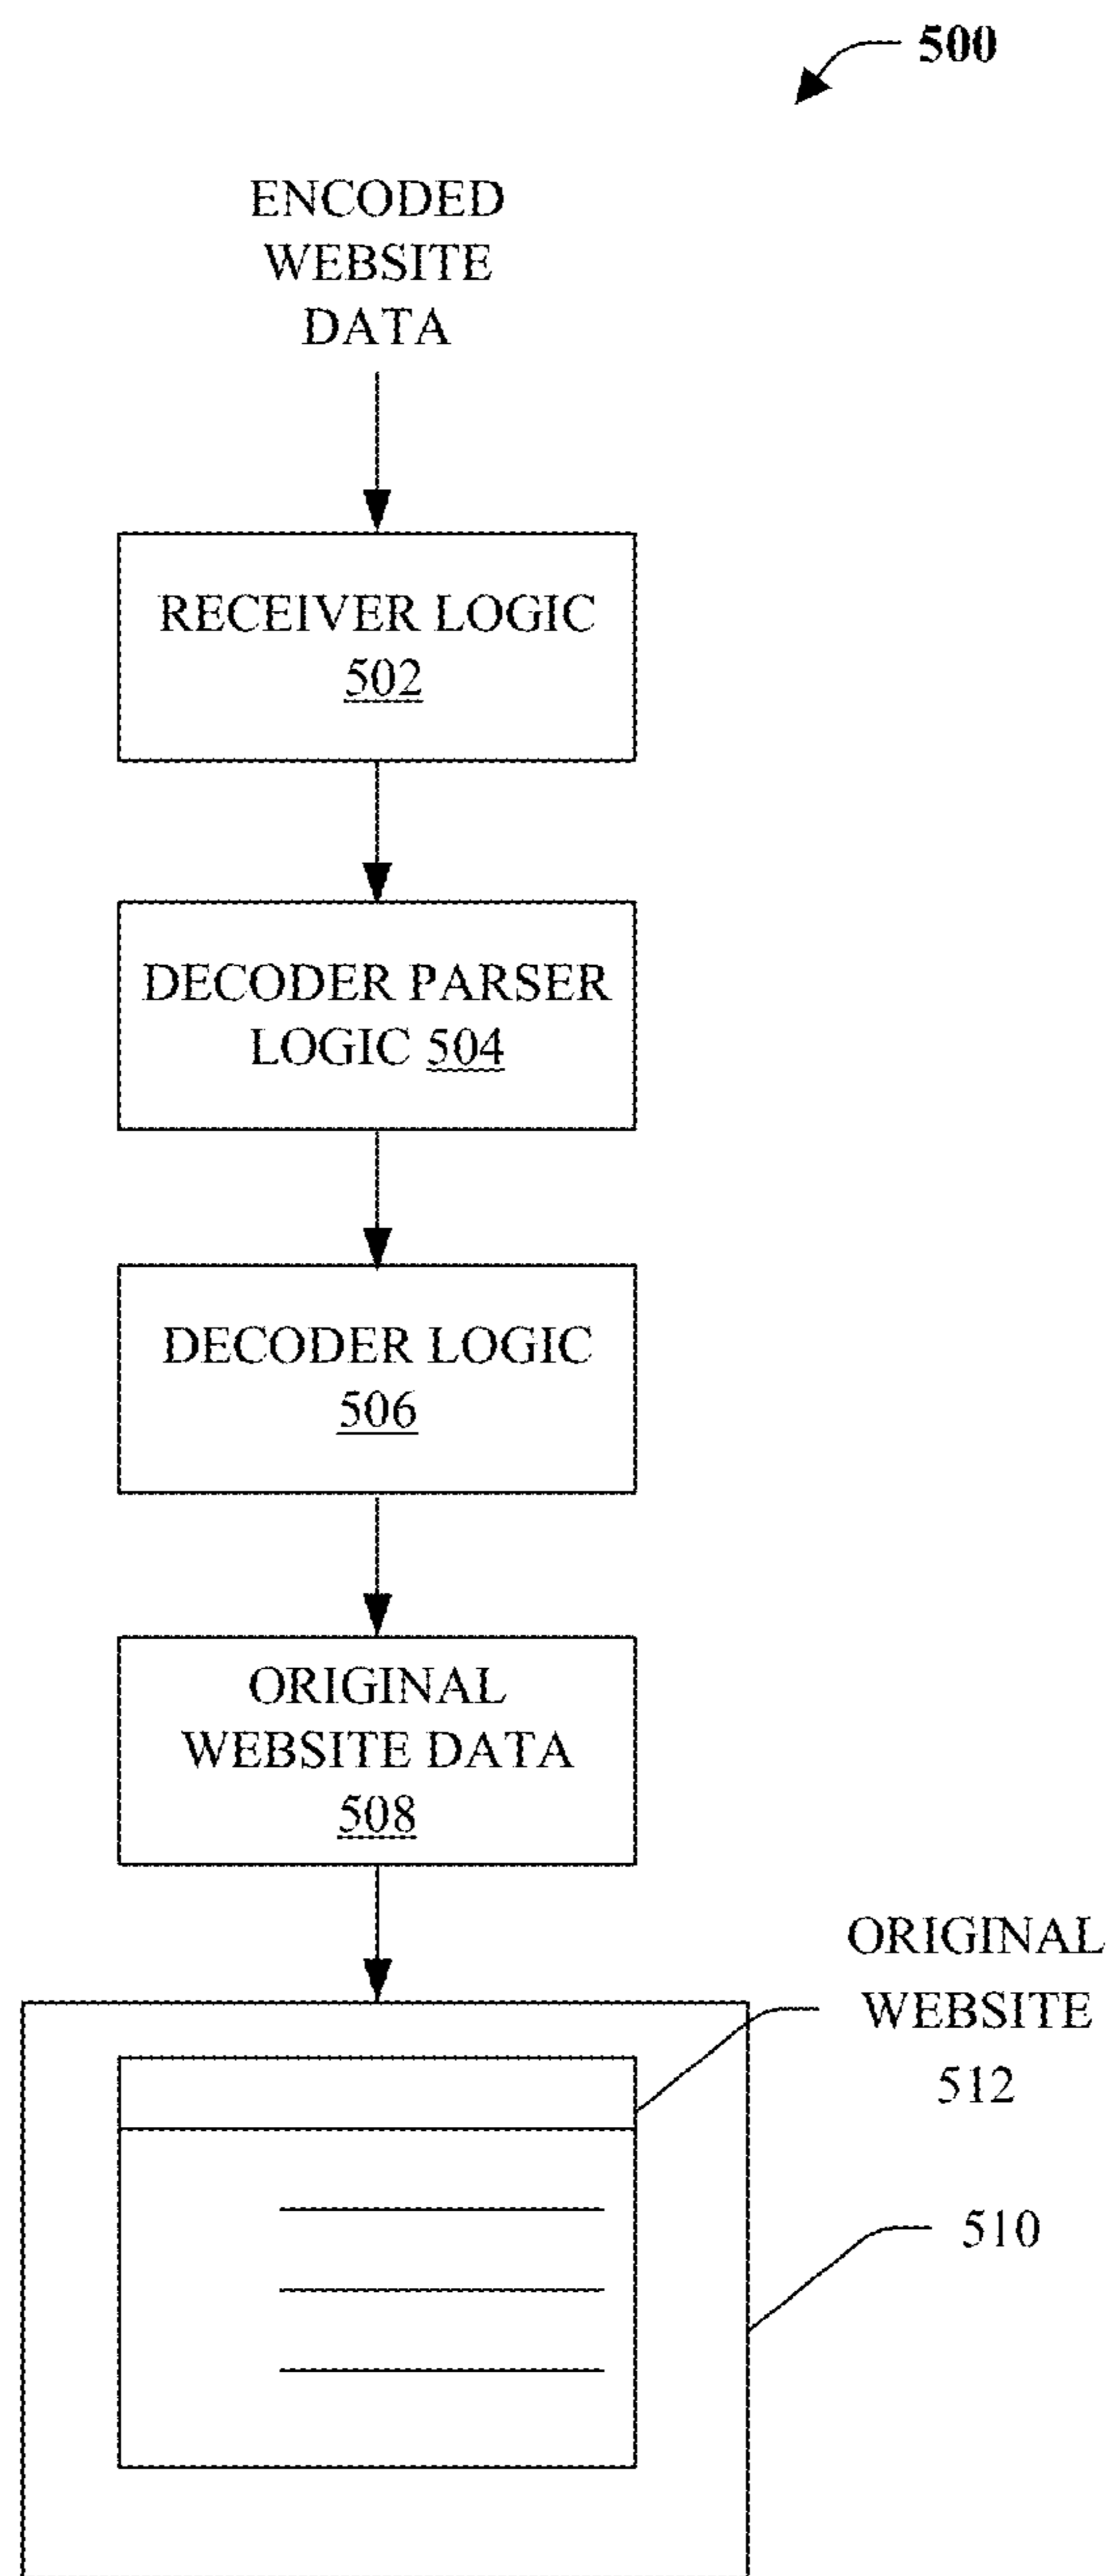 500
ENCODED
WEBSITE
DATA
RECEIVER LOGIC
502
DECODER PARSER
LOGIC 504
DECODER LOGIC
506
ORIGINAL
WEBSITE DATA
508
ORIGINAL
WEBSITE
512
510